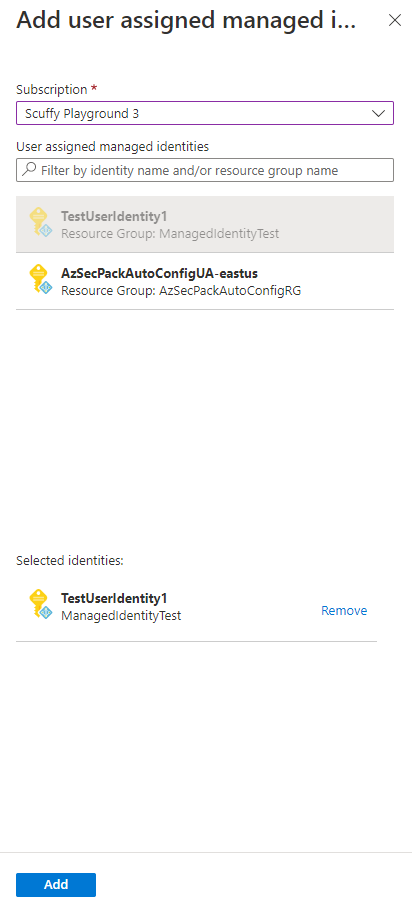 Add user assigned managed i...
Subscription *
Scuffy Playground 3
User assigned managed identities
Filter by identity name and/or resource group name
TestUserIdentity1
Resource Group: ManagedIdentityTest
AzSecPackAutoConfigUA-eastus
Resource Group: AzSecPackAutoConfigRG
Selected identities:
TestUserIdentity1
ManagedIdentityTest
Remove
Add